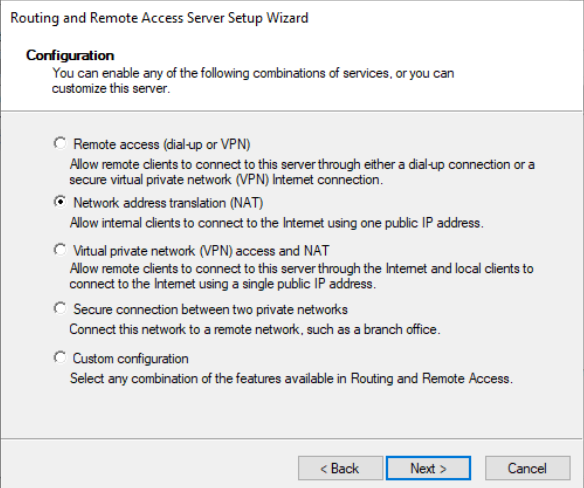 Routing and Remote Access Server Setup Wizard
Configuration
You can enable any of the following combinations of services, or you can
customize this server.
Remote access (dial-up or VPN)
Allow remote clients to connect to this server through either a dial-up connection or a
secure virtual private network (VPN) Internet connection.
Network address translation (NAT)
Allow internal clients to connect to the Internet using one public IP address.
Virtual private network (VPN) access and NAT
Allow remote clients to connect to this server through the Internet and local clients to
connect to the Internet using a single public IP address.
Secure connection between two private networks
Connect this network to a remote network, such as a branch office.
Custom configuration
Select any combination of the features available in Routing and Remote Access.
< Back Next > Cancel